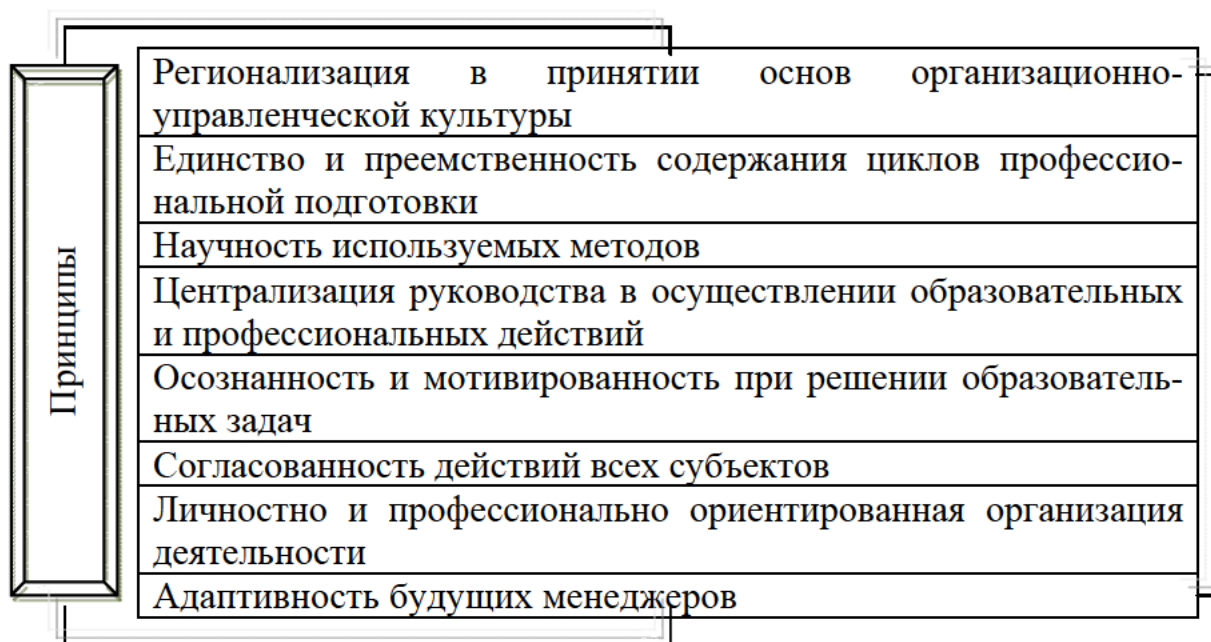 Принципы
Регионализация в принятии основ организационно-
управленческой культуры
Единство и преемственность содержания циклов профессио-
нальной подготовки
Научность используемых методов
Централизация руководства в осуществлении образовательных
и профессиональных действий
Осознанность и мотивированность при решении образователь-
ных задач
Согласованность действий всех субъектов
Личностно и профессионально ориентированная организация
деятельности
Адаптивность будущих менеджеров